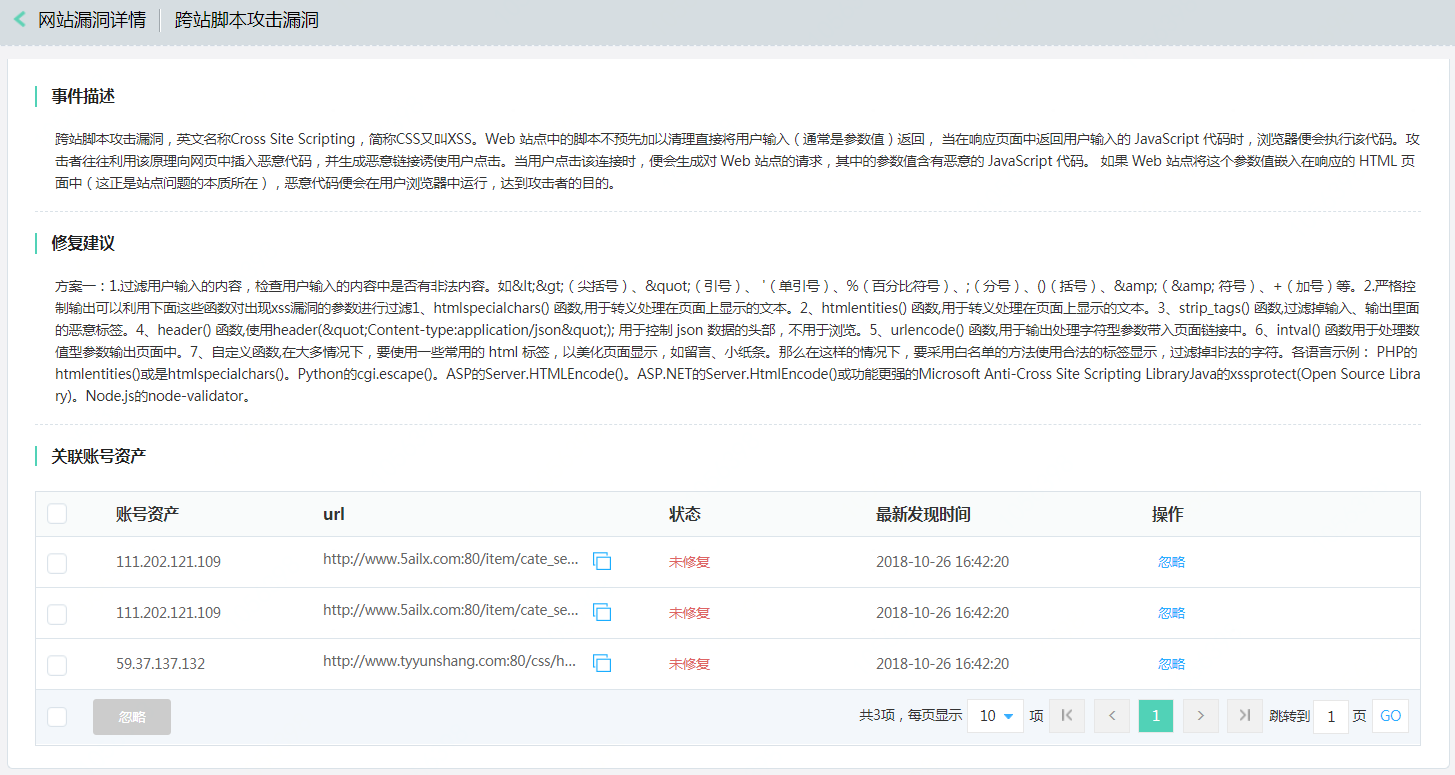 网站漏洞详情 跨站脚本攻击漏洞
事件描述
跨站脚本攻击漏洞，英文名称Cross Site Scripting，简称CSS又叫XSS。Web 站点中的脚本不预先加以清理直接将用户输入（通常是参数值）返回， 当在响应页面中返回用户输入的 JavaScript 代码时，浏览器便会执行该代码。攻
击者往往利用该原理向网页中插入恶意代码，并生成恶意链接诱使用户点击。当用户点击该连接时，便会生成对 Web 站点的请求，其中的参数值含有恶意的 JavaScript 代码。 如果 Web 站点将这个参数值嵌入在响应的 HTML 页
面中（这正是站点问题的本质所在），恶意代码便会在用户浏览器中运行，达到攻击者的目的。
修复建议
方案一：1.过滤用户输入的内容，检查用户输入的内容中是否有非法内容。如&lt;&gt;（尖括号）、&quot;（引号）、 '（单引号）、%（百分比符号）、;（分号）、()（括号）、&amp;（&amp; 符号）、+（加号）等。2.严格控
制输出可以利用下面这些函数对出现xss漏洞的参数进行过滤1、htmlspecialchars() 函数,用于转义处理在页面上显示的文本。2、htmlentities() 函数,用于转义处理在页面上显示的文本。3、strip_tags() 函数,过滤掉输入、输出里面
的恶意标签。4、header() 函数,使用header(&quot;Content-type:application/json&quot;); 用于控制 json 数据的头部，不用于浏览。5、urlencode() 函数,用于输出处理字符型参数带入页面链接中。6、intval() 函数用于处理数
值型参数输出页面中。7、自定义函数,在大多情况下，要使用一些常用的 html 标签，以美化页面显示，如留言、小纸条。那么在这样的情况下，要采用白名单的方法使用合法的标签显示，过滤掉非法的字符。各语言示例： PHP的
htmlentities()或是htmlspecialchars()。Python的cgi.escape()。ASP的Server.HTMLEncode()。ASP.NET的Server.HtmlEncode()或功能更强的Microsoft Anti-Cross Site Scripting LibraryJava的xssprotect(Open Source Libra
ry)。Node.js的node-validator。
关联账号资产
账号资产 url 状态 最新发现时间 操作
111.202.121.109 http://www.5ailx.com:80/item/cate_se... 未修复 2018-10-26 16:42:20 忽略
111.202.121.109 http://www.5ailx.com:80/item/cate_se... 未修复 2018-10-26 16:42:20 忽略
59.37.137.132 http://www.tyyunshang.com:80/css/h... 未修复 2018-10-26 16:42:20 忽略
忽略 共3项，每页显示 10 项 1 跳转到 1 页 GO